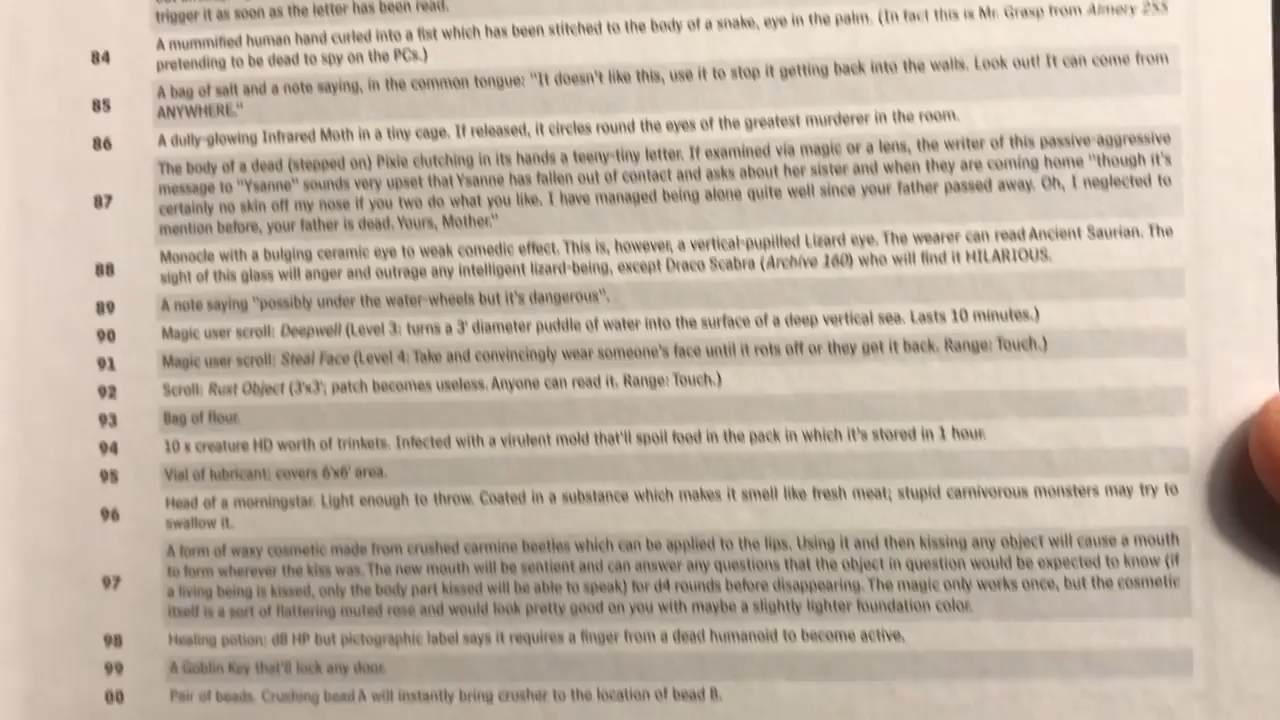 trigger it as soon as the letter has been read.
84 A mummified human hand curled into a fist which has been stitched to the body of a snake, eye in the palm. (In fact this is Mr. Grasp from Almery 255
pretending to be dead to spy on the PCs.)
85 A bag of salt and a note saying, in the common tongue: "It doesn't like this, use it to stop it getting back into the walls. Look out! It can come from
ANYWHERE."
86 A dully-glowing Infrared Moth in a tiny cage. If released, it circles round the eyes of the greatest murderer in the room.
87 The body of a dead (stepped on) Pixie clutching in its hands a teeny-tiny letter. If examined via magic or a lens, the writer of this passive-aggressive
message to "Ysanne" sounds very upset that Ysanne has fallen out of contact and asks about her sister and when they are coming home "though it's
certainly no skin off my nose if you two do what you like. I have managed being alone quite well since your father passed away. Oh, I neglected to
mention before, your father is dead. Yours, Mother."
88 Monocle with a bulging ceramic eye to weak comedic effect. This is, however, a vertical-pupilled Lizard eye. The wearer can read Ancient Saurian. The
sight of this glass will anger and outrage any intelligent lizard-being, except Draco Scabra (Archive 160) who will find it HILARIOUS.
89 A note saying "possibly under the water-wheels but it's dangerous".
90 Magic user scroll: Deepwell (Level 3: turns a 3' diameter puddle of water into the surface of a deep vertical sea. Lasts 10 minutes.)
91 Magic user scroll: Steal Face (Level 4: Take and convincingly wear someone's face until it rots off or they get it back. Range: Touch.)
92 Scroll: Rust Object (3'x3'; patch becomes useless. Anyone can read it. Range: Touch.)
93 Bag of flour.
94 10 x creature HD worth of trinkets. Infected with a virulent mold that'll spoil food in the pack in which it's stored in 1 hour.
95 Vial of lubricant: covers 6'x6' area.
96 Head of a morningstar. Light enough to throw. Coated in a substance which makes it smell like fresh meat; stupid carnivorous monsters may try to
swallow it.
97 A form of waxy cosmetic made from crushed carmine beetles which can be applied to the lips. Using it and then kissing any object will cause a mouth
to form wherever the kiss was. The new mouth will be sentient and can answer any questions that the object in question would be expected to know (if
a living being is kissed, only the body part kissed will be able to speak) for d4 rounds before disappearing. The magic only works once, but the cosmetic
itself is a sort of flattering muted rose and would look pretty good on you with maybe a slightly lighter foundation color.
98 Healing potion: d8 HP but pictographic label says it requires a finger from a dead humanoid to become active.
99 A Goblin Key that'll lock any door.
00 Pair of beads. Crushing bead A will instantly bring crusher to the location of bead B.